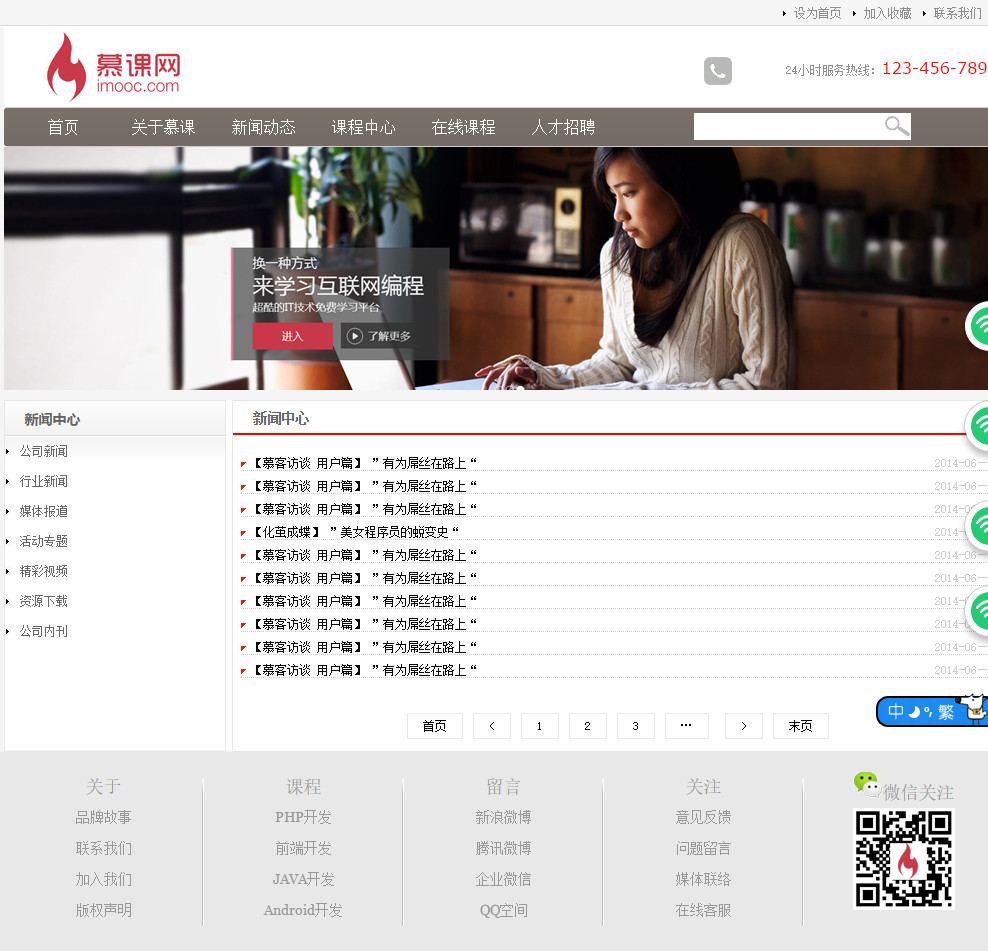 设为首页 加入收藏 联系我们
慕课网
imooc.com
24小时服务热线： 123-456-789
首页 关于慕课 新闻动态 课程中心 在线课程 人才招聘
换一种方式
来学习互联网编程
超酷的IT技术免费学习平台
进入 了解更多
新闻中心
公司新闻
行业新闻
媒体报道
活动专题
精彩视频
资源下载
公司内刊
新闻中心
【慕客访谈 用户篇】 ”有为屌丝在路上“ 2014-06-
【慕客访谈 用户篇】 ”有为屌丝在路上“ 2014-06-
【慕客访谈 用户篇】 ”有为屌丝在路上“ 2014-0
【化茧成蝶】 ”美女程序员的蜕变史“ 2014-0
【慕客访谈 用户篇】 ”有为屌丝在路上“ 2014-06-
【慕客访谈 用户篇】 ”有为屌丝在路上“ 2014-06-
【慕客访谈 用户篇】 ”有为屌丝在路上“ 2014-0
【慕客访谈 用户篇】 ”有为屌丝在路上“ 2014-0
【慕客访谈 用户篇】 ”有为屌丝在路上“ 2014-06-
【慕客访谈 用户篇】 ”有为屌丝在路上“ 2014-06-
首页 < 1 2 3 ··· > 末页
中 °, 繁
关于
品牌故事
联系我们
加入我们
版权声明
课程
PHP开发
前端开发
JAVA开发
Android开发
留言
新浪微博
腾讯微博
企业微信
QQ空间
关注
意见反馈
问题留言
媒体联络
在线客服
微信关注